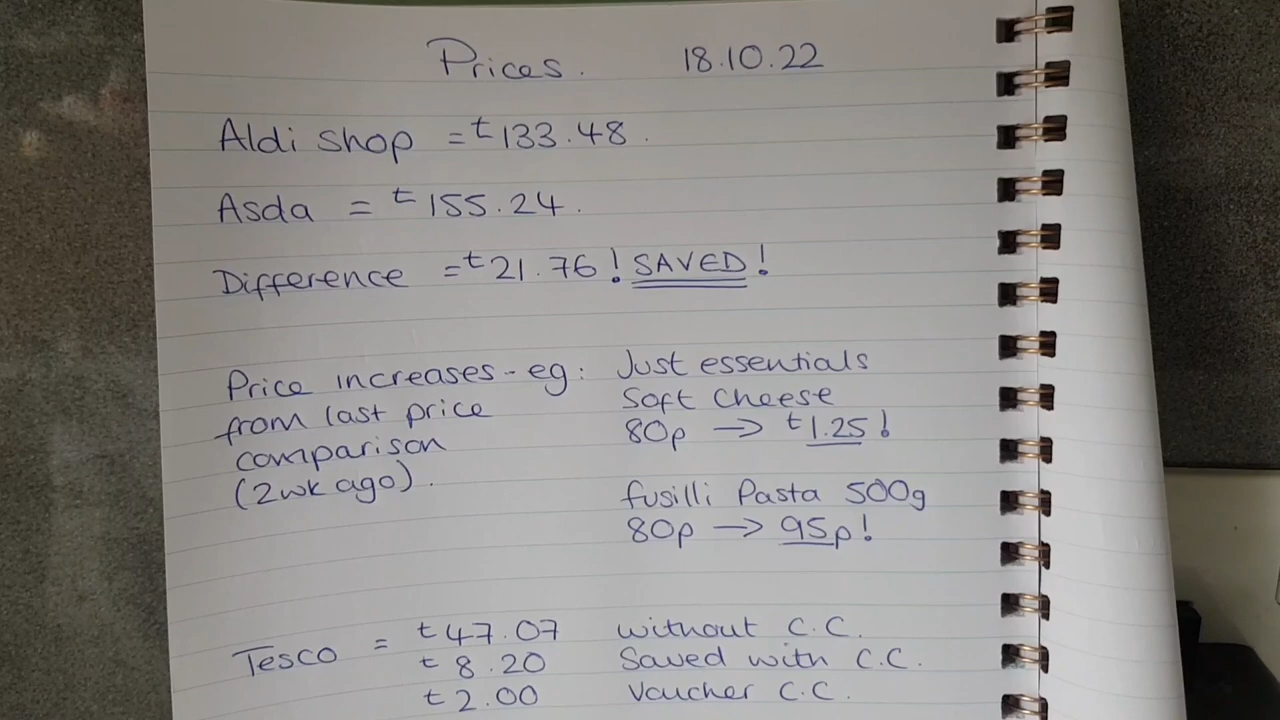 Prices. 18.10.22
Aldi shop = £133.48.
Asda = £155.24.
Difference = £21.76! SAVED!
Price increases - eg: Just essentials
from last price Soft Cheese
comparison 80p → £1.25!
(2wk ago). fusilli Pasta 500g
80p → 95p!
Tesco = £47.07 without C.C.
£8.20 Saved with C.C.
£2.00 Voucher C.C.